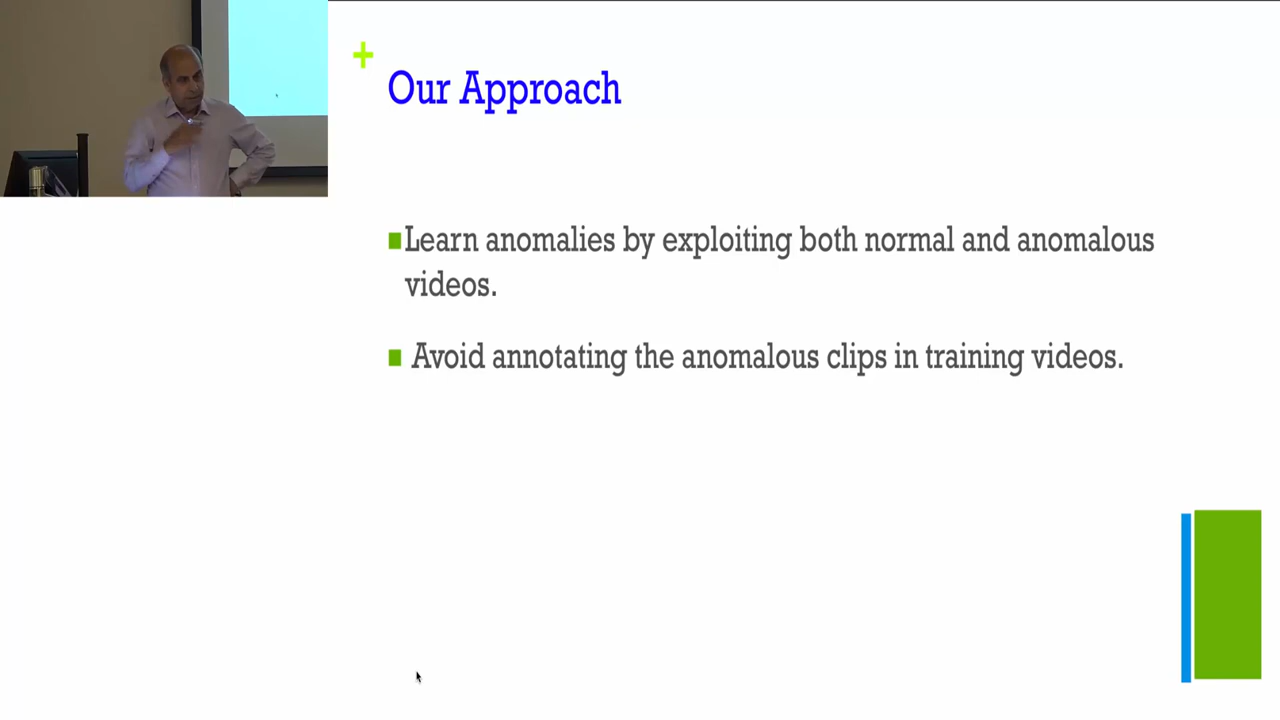 +
Our Approach
Learn anomalies by exploiting both normal and anomalous
videos.
Avoid annotating the anomalous clips in training videos.